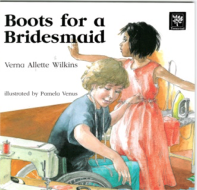 Boots for a
Bridesmaid
Verna Allette Wilkins
illustrated by Pamela Venus